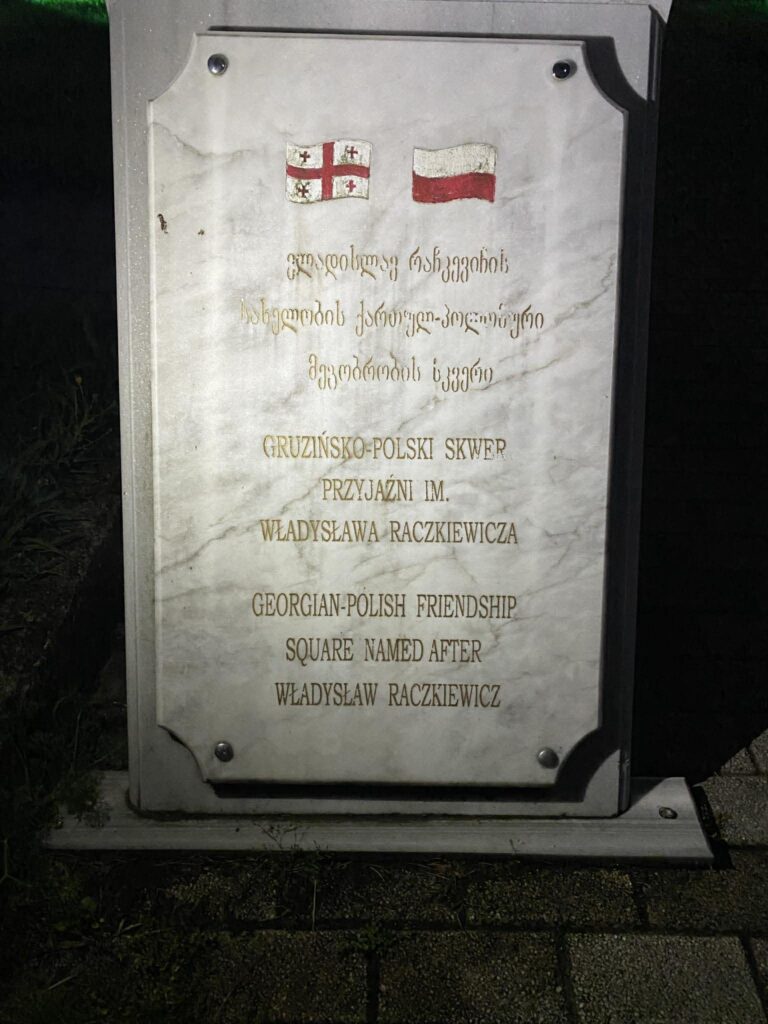 ვლადისლავ რაჩკევიჩის
სახელობის ქართულ-პოლონური
მეგობრობის სკვერი
GRUZIŃSKO-POLSKI SKWER
PRZYJAŹNI IM.
WŁADYSŁAWA RACZKIEWICZA
GEORGIAN-POLISH FRIENDSHIP
SQUARE NAMED AFTER
WŁADYSŁAW RACZKIEWICZ